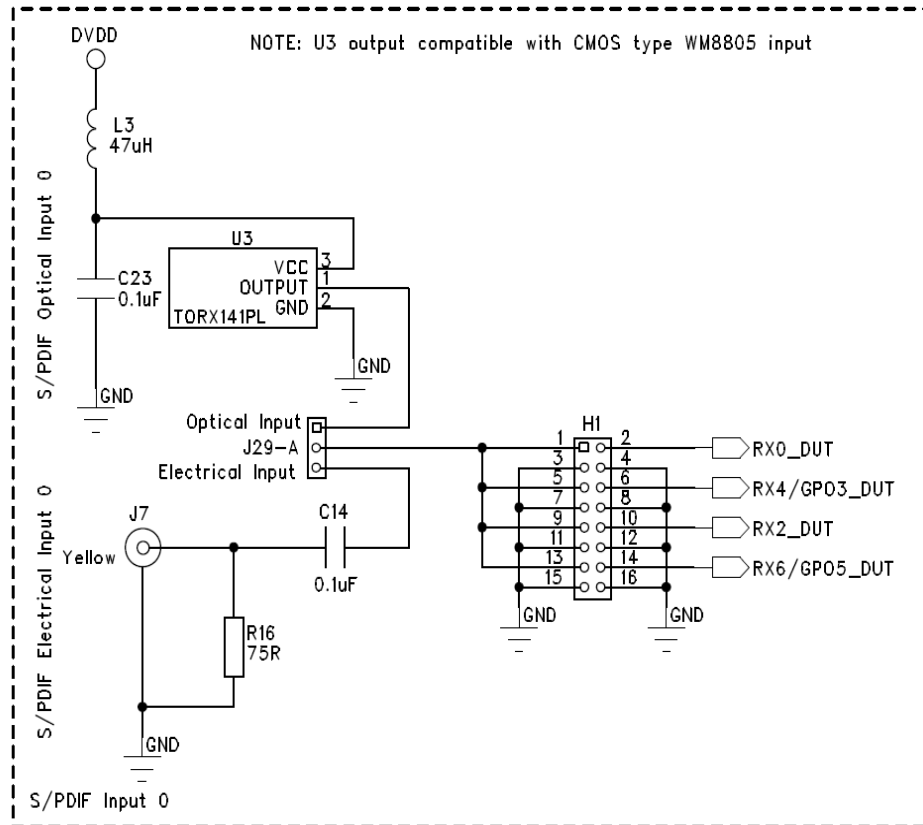 DVDD
NOTE: U3 output compatible with CMOS type WM8805 input
L3
47uH
S/PDIF Optical Input 0
U3
VCC 3
OUTPUT 1
GND 2
TORX141PL
C23
0.1uF
GND
GND
Optical Input
J29-A
Electrical Input
H1
1 2
3 4
5 6
7 8
9 10
11 12
13 14
15 16
RX0_DUT
RX4/GPO3_DUT
RX2_DUT
RX6/GPO5_DUT
GND
GND
S/PDIF Electrical Input 0
J7
Yellow
C14
0.1uF
R16
75R
GND
S/PDIF Input 0